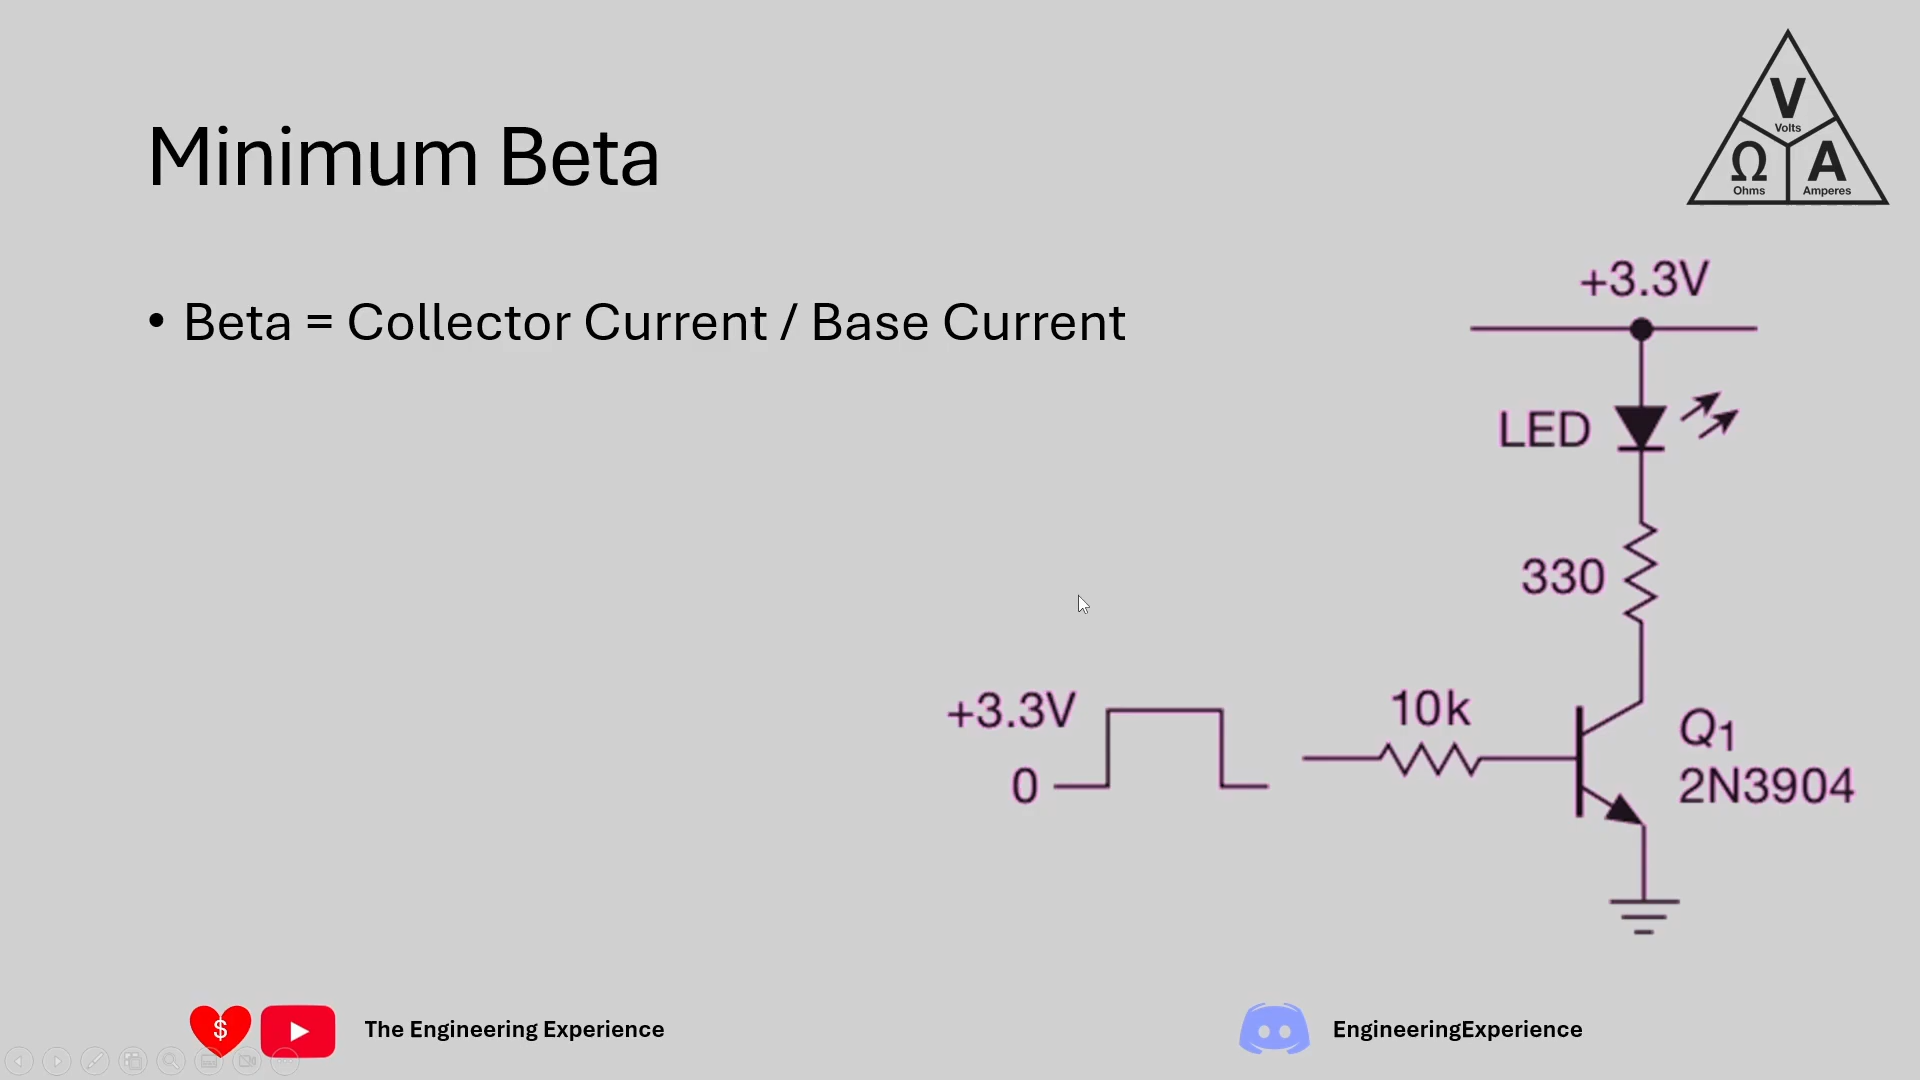 Minimum Beta
V
Volts
Ω
Ohms
A
Amperes
• Beta = Collector Current / Base Current
+3.3V
LED
330
+3.3V
0
10k
Q1
2N3904
$
The Engineering Experience
EngineeringExperience